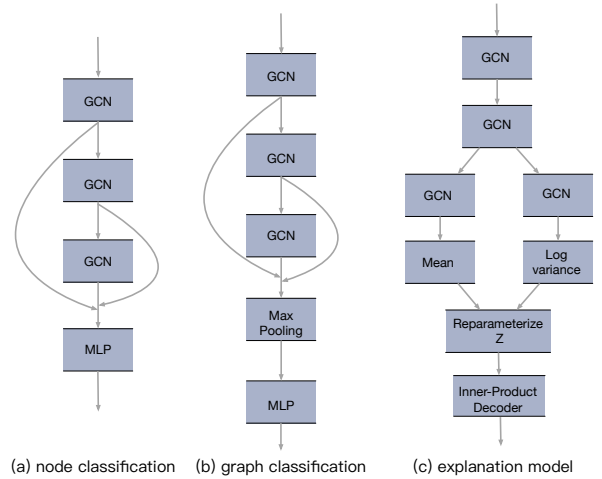 GCN
GCN
GCN
MLP
(a) node classification
GCN
GCN
GCN
Max
Pooling
MLP
(b) graph classification
GCN
GCN
GCN
GCN
Mean
Log
variance
Reparameterize
Z
Inner-Product
Decoder
(c) explanation model